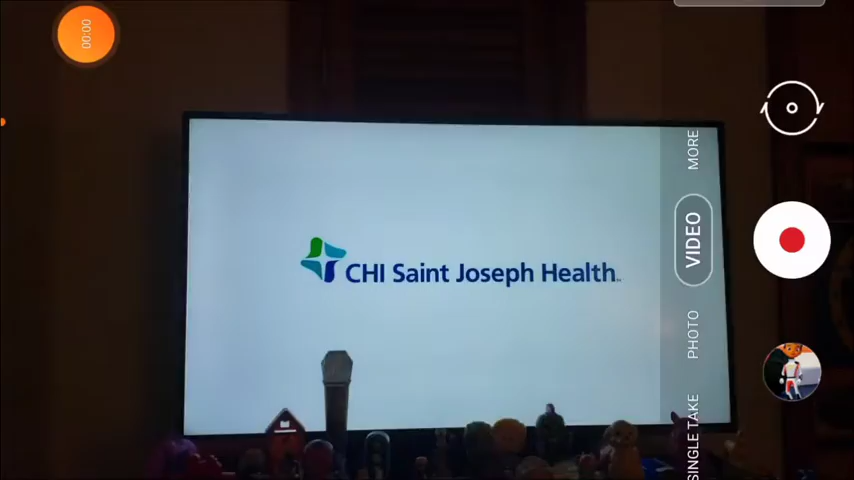 00:00
CHI Saint Joseph Health
MORE
VIDEO
PHOTO
SINGLE TAKE